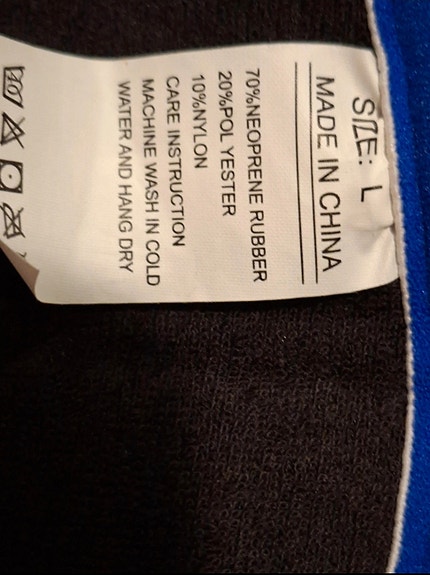 SIZE: L
MADE IN CHINA
70%NEOPRENE RUBBER
20%POL YESTER
10%NYLON
CARE INSTRUCTION
MACHINE WASH IN COLD
WATER AND HANG DRY